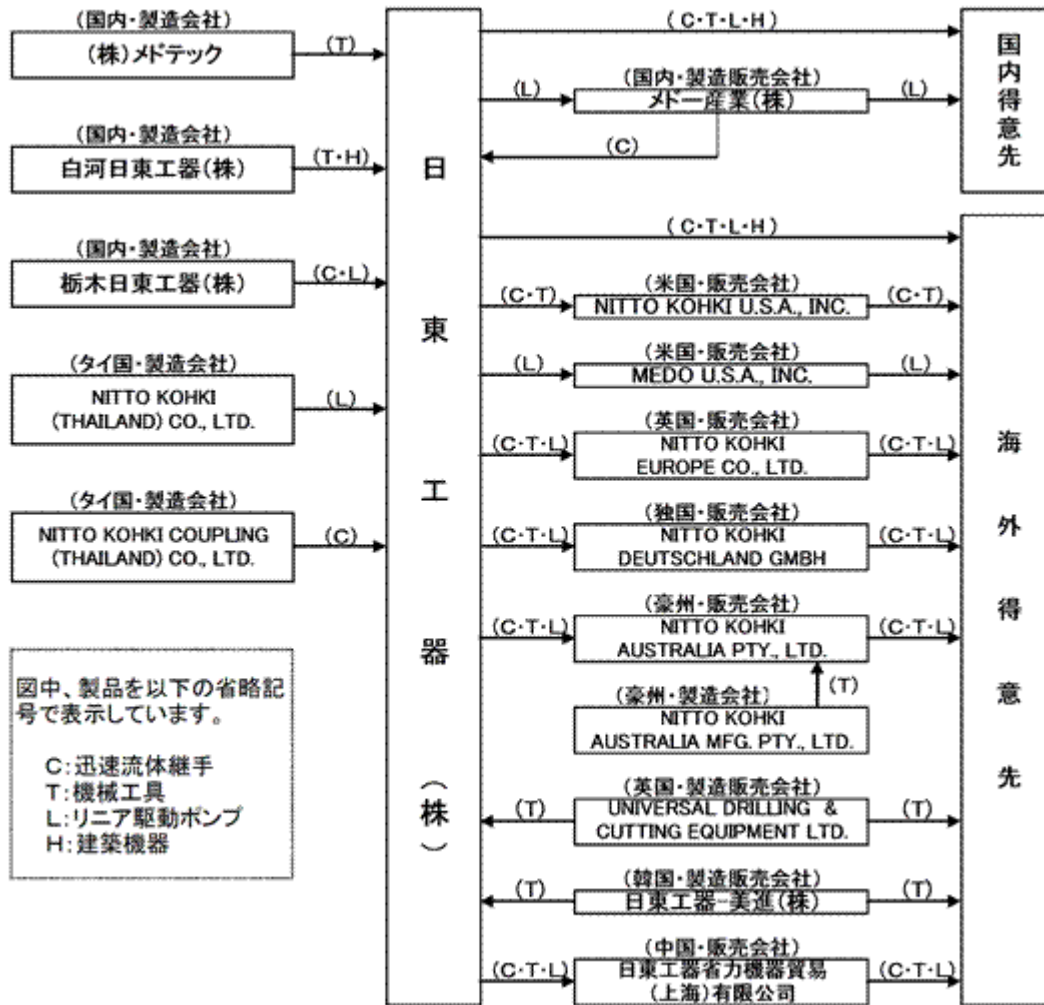 (国内・製造会社)
(株)メドテック
(T)
(国内・製造会社)
白河日東工器(株)
(T・H)
(国内・製造会社)
栃木日東工器(株)
(C・L)
(タイ国・製造会社)
NITTO KOHKI
(THAILAND) CO., LTD.
(L)
(タイ国・製造会社)
NITTO KOHKI COUPLING
(THAILAND) CO., LTD.
(C)
図中、製品を以下の省略記
号で表示しています。
C:迅速流体継手
T:機械工具
L:リニア駆動ポンプ
H:建築機器
日東工器(株)
(C・T・L・H)
(国内・製造販売会社)
(L)
メドー産業(株)
(L)
(C)
(C・T・L・H)
(米国・販売会社)
(C・T)
NITTO KOHKI U.S.A., INC.
(C・T)
(米国・販売会社)
(L)
MEDO U.S.A., INC.
(L)
(英国・販売会社)
(C・T・L)
NITTO KOHKI
EUROPE CO., LTD.
(C・T・L)
(独国・販売会社)
(C・T・L)
NITTO KOHKI
DEUTSCHLAND GMBH
(C・T・L)
(豪州・販売会社)
(C・T・L)
NITTO KOHKI
AUSTRALIA PTY., LTD.
(C・T・L)
(T)
(豪州・製造会社)
NITTO KOHKI
AUSTRALIA MFG. PTY., LTD.
(英国・製造販売会社)
(T)
UNIVERSAL DRILLING &
CUTTING EQUIPMENT LTD.
(T)
(韓国・製造販売会社)
(T)
日東工器-美進(株)
(T)
(中国・販売会社)
(C・T・L)
日東工器省力機器貿易
(上海)有限公司
(C・T・L)
国内得意先
海外得意先